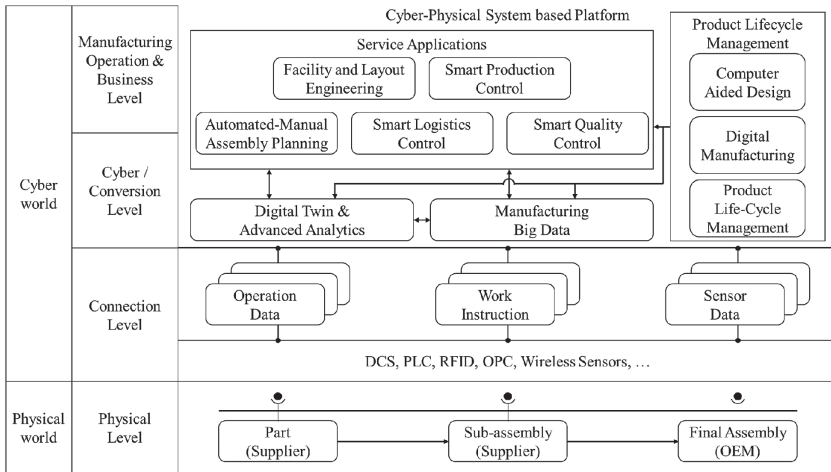 Cyber-Physical System based Platform
Manufacturing
Operation &
Business
Level
Service Applications
Facility and Layout
Engineering
Smart Production
Control
Automated-Manual
Assembly Planning
Smart Logistics
Control
Smart Quality
Control
Product Lifecycle
Management
Computer
Aided Design
Digital
Manufacturing
Product
Life-Cycle
Management
Cyber
world
Cyber /
Conversion
Level
Digital Twin &
Advanced Analytics
Manufacturing
Big Data
Connection
Level
Operation
Data
Work
Instruction
Sensor
Data
DCS, PLC, RFID, OPC, Wireless Sensors, …
Physical
world
Physical
Level
Part
(Supplier)
Sub-assembly
(Supplier)
Final Assembly
(OEM)